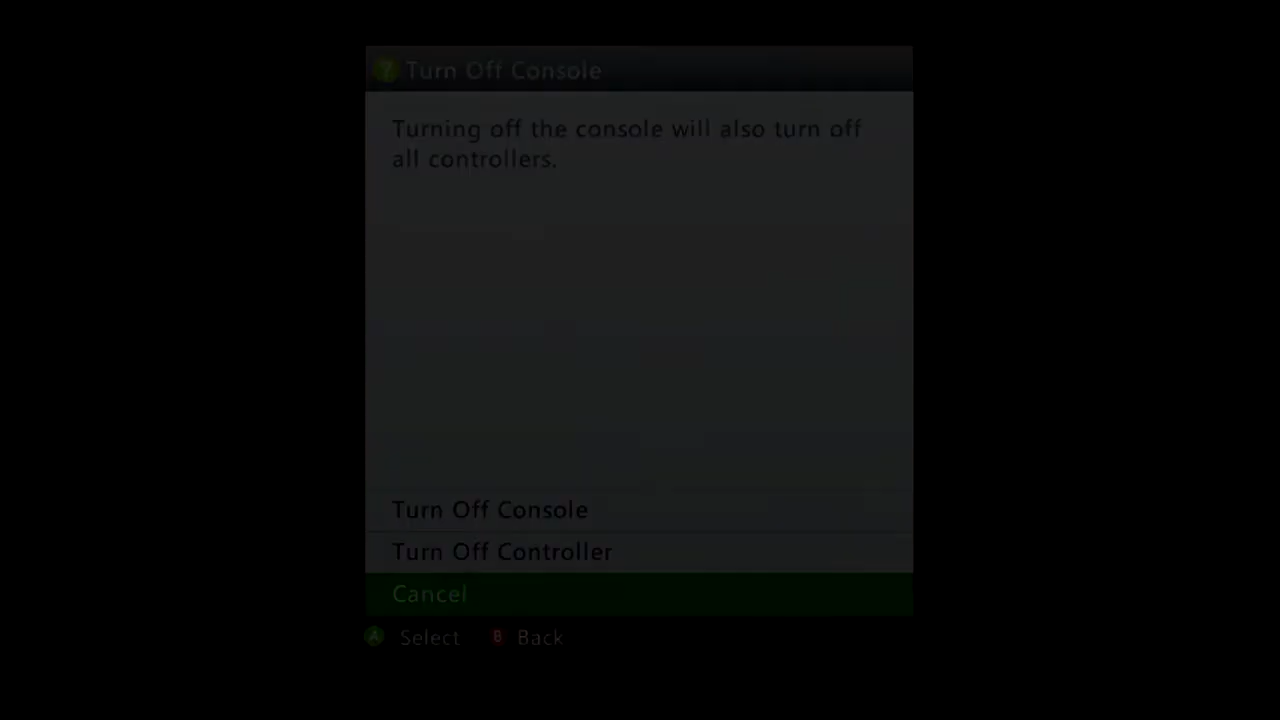 ? Turn Off Console
Turning off the console will also turn off
all controllers.
Turn Off Console
Turn Off Controller
Cancel
A Select B Back